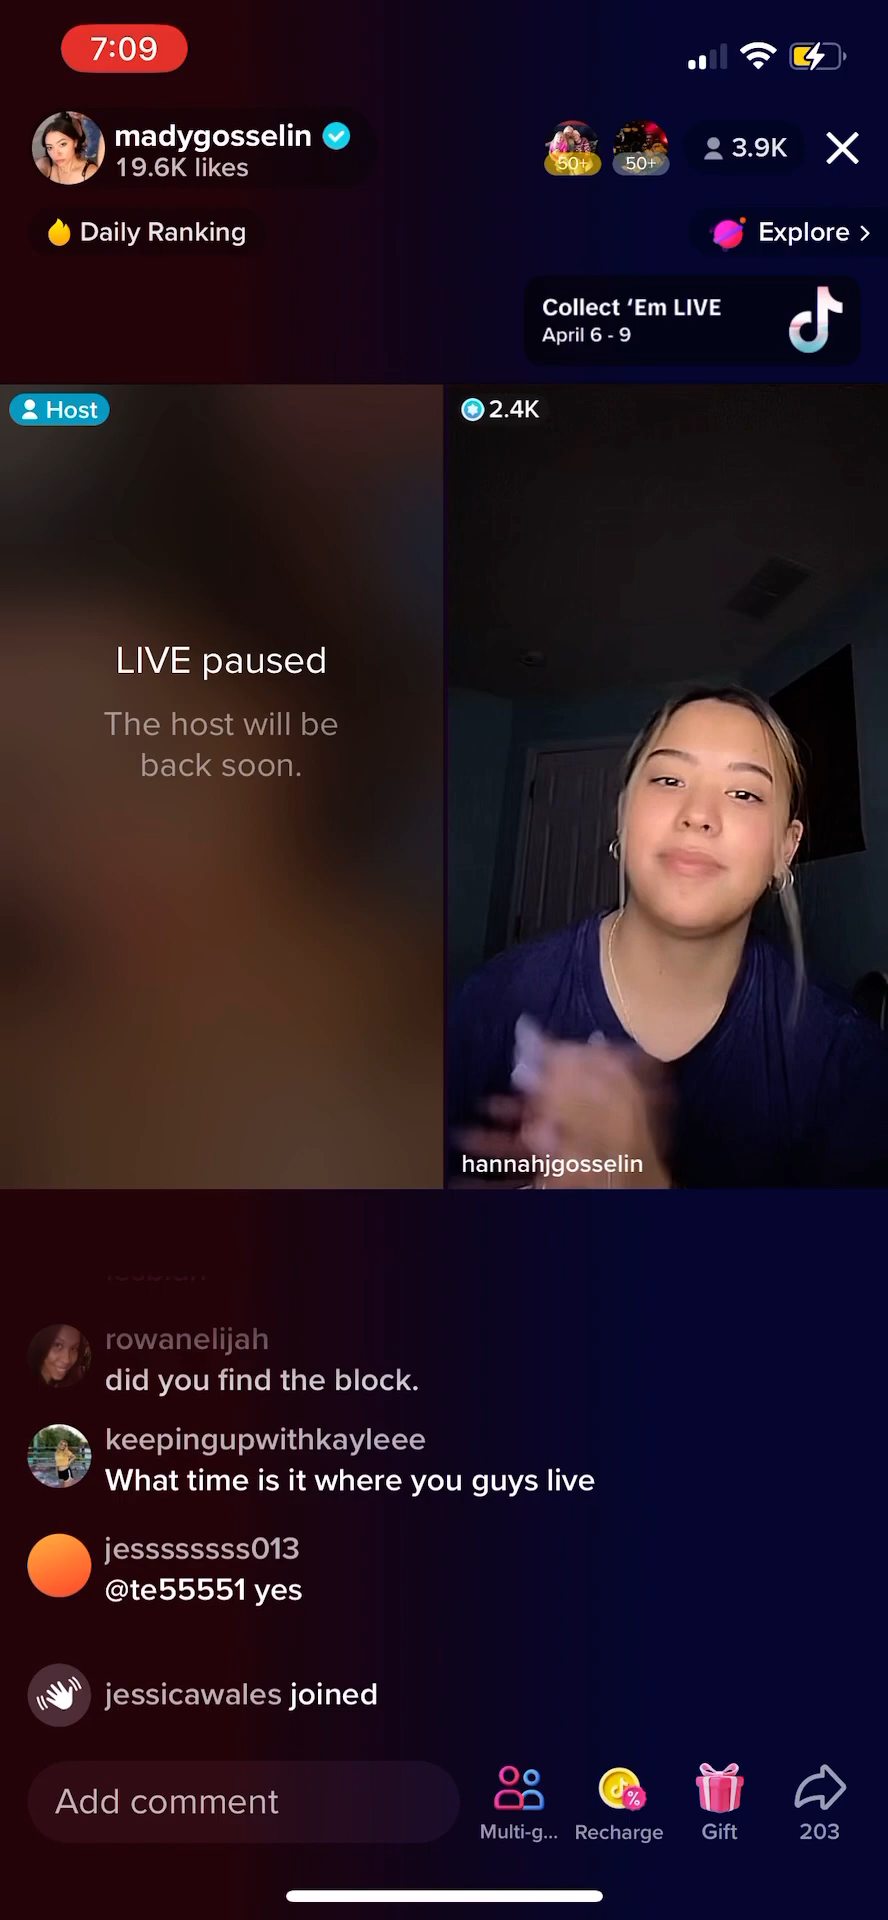 7:09
madygosselin
19.6K likes
50+
50+
3.9K
Daily Ranking
Explore >
Collect ‘Em LIVE
April 6 - 9
Host
2.4K
LIVE paused
The host will be
back soon.
hannahjgosselin
rowanelijah
did you find the block.
keepingupwithkayleee
What time is it where you guys live
jessssssss013
@te55551 yes
jessicawales joined
Add comment
Multi-g...
Recharge
Gift
203